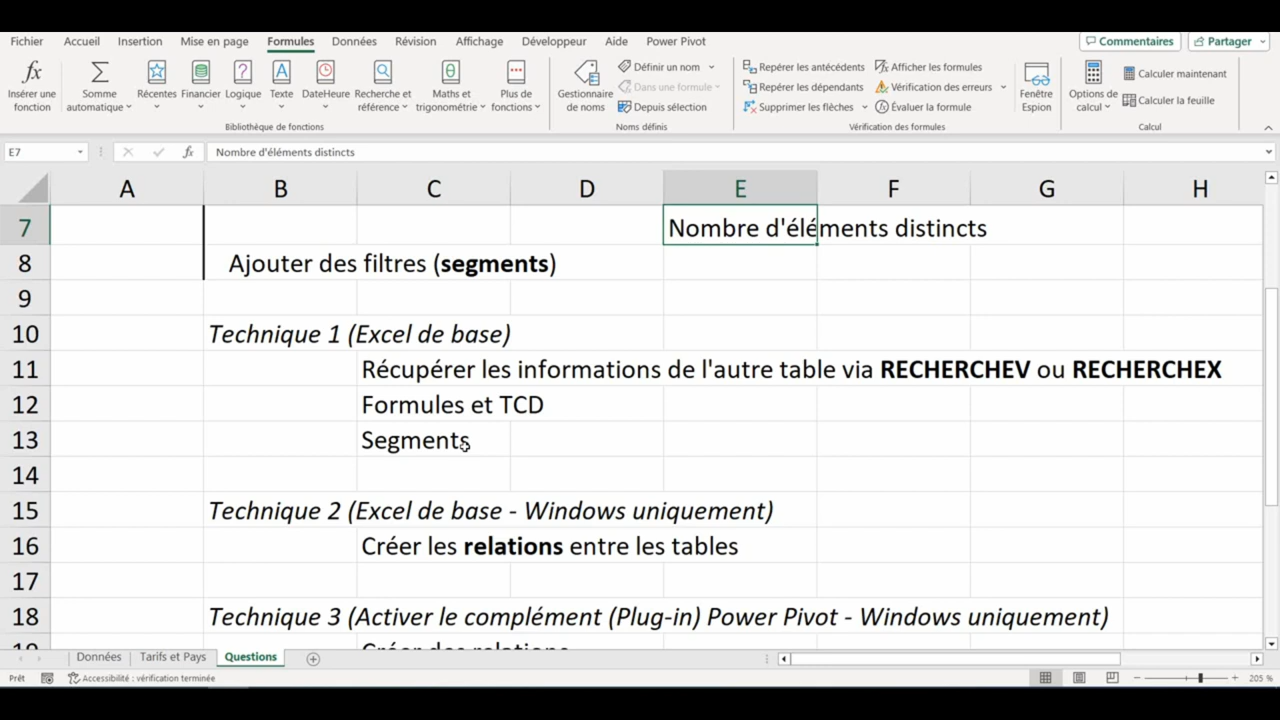 Fichier Accueil Insertion Mise en page Formules Données Révision Affichage Développeur Aide Power Pivot Commentaires Partager
Insérer une fonction
Somme automatique
Récentes
Financier
Logique
Texte
DateHeure
Recherche et référence
Maths et trigonométrie
Plus de fonctions
Bibliothèque de fonctions
Gestionnaire de noms
Définir un nom
Dans une formule
Depuis sélection
Noms définis
Repérer les antécédents
Repérer les dépendants
Supprimer les flèches
Afficher les formules
Vérification des erreurs
Évaluer la formule
Vérification des formules
Fenêtre Espion
Options de calcul
Calculer maintenant
Calculer la feuille
Calcul
E7 fx Nombre d'éléments distincts
A B C D E F G H
7 Nombre d'éléments distincts
8 Ajouter des filtres (segments)
9
10 Technique 1 (Excel de base)
11 Récupérer les informations de l'autre table via RECHERCHEV ou RECHERCHEX
12 Formules et TCD
13 Segments
14
15 Technique 2 (Excel de base - Windows uniquement)
16 Créer les relations entre les tables
17
18 Technique 3 (Activer le complément (Plug-in) Power Pivot - Windows uniquement)
19 Créer des relations
Données Tarifs et Pays Questions
Prêt Accessibilité : vérification terminée 205 %